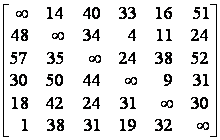 ∞ 14 40 33 16 51
48 ∞ 34 4 11 24
57 35 ∞ 24 38 52
30 50 44 ∞ 9 31
18 42 24 31 ∞ 30
1 38 31 19 32 ∞